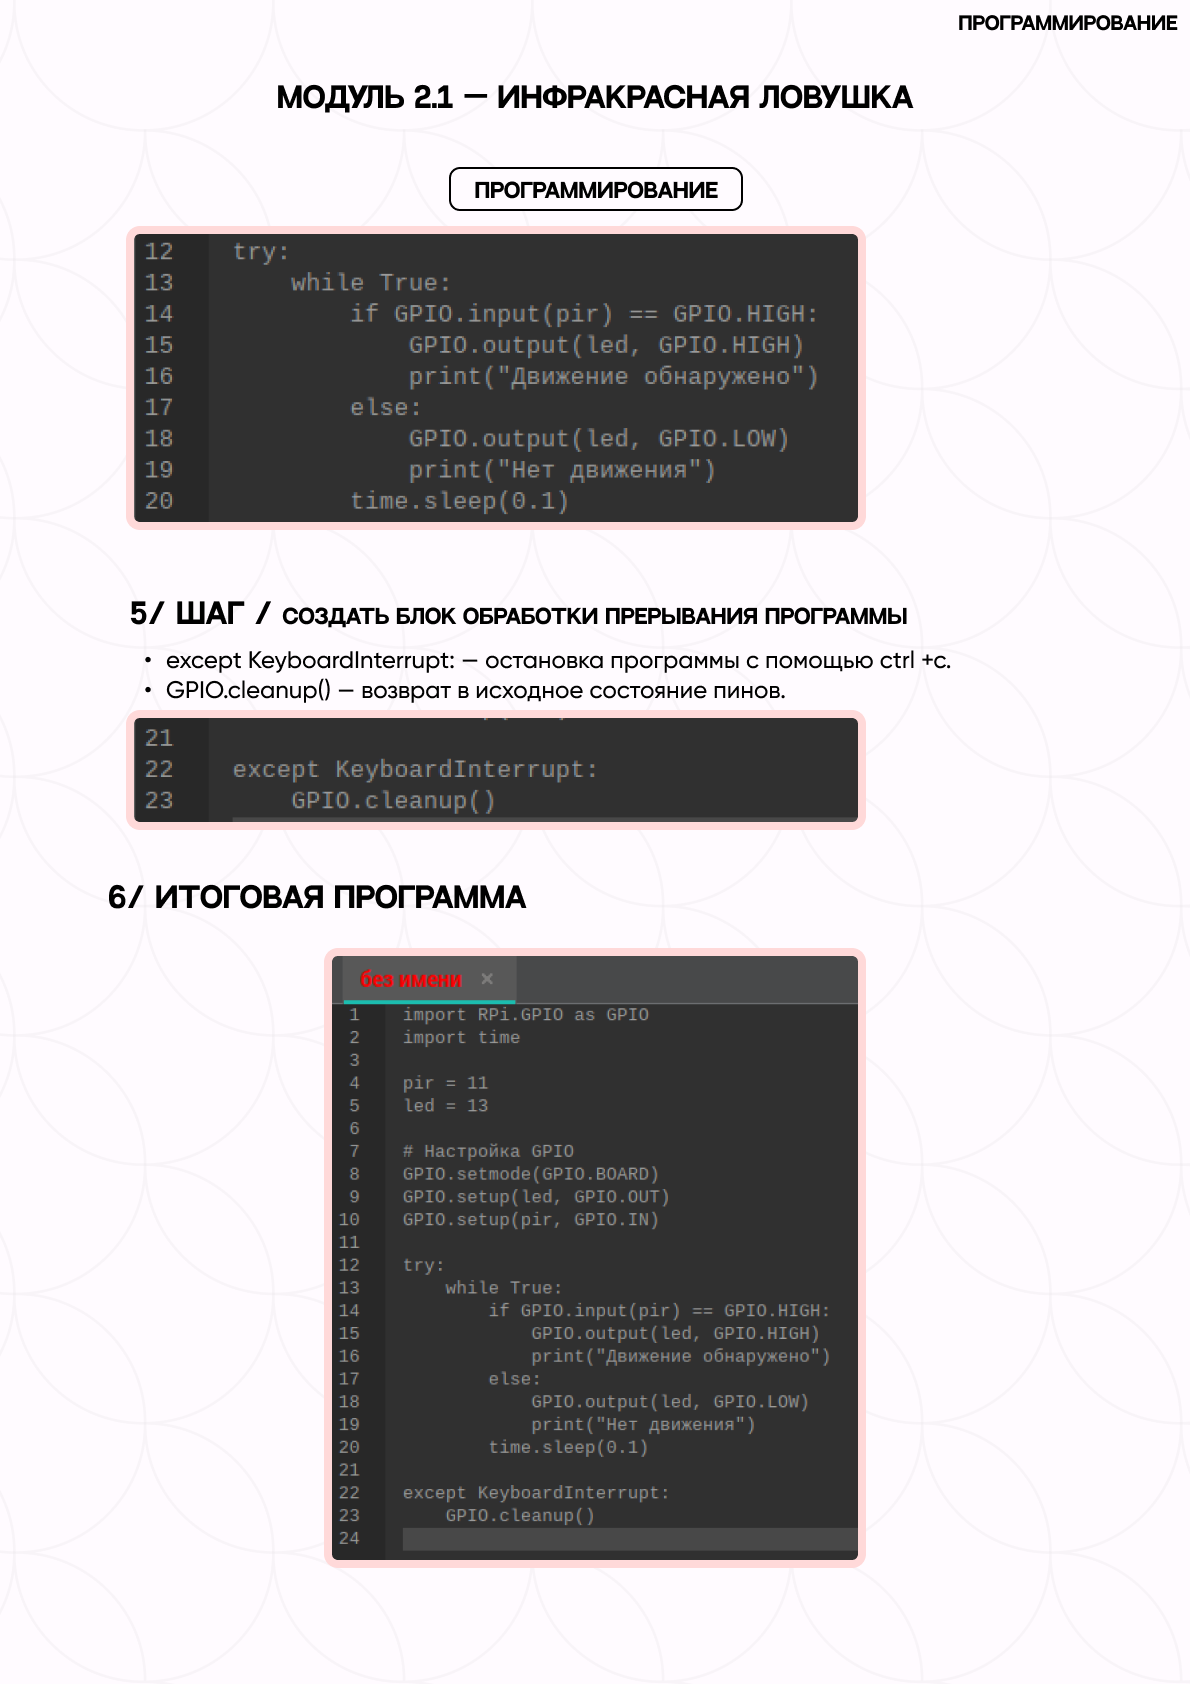 ПРОГРАММИРОВАНИЕ
МОДУЛЬ 2.1 — ИНФРАКРАСНАЯ ЛОВУШКА
ПРОГРАММИРОВАНИЕ
12 try:
13 while True:
14 if GPIO.input(pir) == GPIO.HIGH:
15 GPIO.output(led, GPIO.HIGH)
16 print("Движение обнаружено")
17 else:
18 GPIO.output(led, GPIO.LOW)
19 print("Нет движения")
20 time.sleep(0.1)
5/ ШАГ / СОЗДАТЬ БЛОК ОБРАБОТКИ ПРЕРЫВАНИЯ ПРОГРАММЫ
• except KeyboardInterrupt: — остановка программы с помощью ctrl +c.
• GPIO.cleanup() — возврат в исходное состояние пинов.
21
22 except KeyboardInterrupt:
23 GPIO.cleanup()
6/ ИТОГОВАЯ ПРОГРАММА
без имени ×
1 import RPi.GPIO as GPIO
2 import time
3
4 pir = 11
5 led = 13
6
7 # Настройка GPIO
8 GPIO.setmode(GPIO.BOARD)
9 GPIO.setup(led, GPIO.OUT)
10 GPIO.setup(pir, GPIO.IN)
11
12 try:
13 while True:
14 if GPIO.input(pir) == GPIO.HIGH:
15 GPIO.output(led, GPIO.HIGH)
16 print("Движение обнаружено")
17 else:
18 GPIO.output(led, GPIO.LOW)
19 print("Нет движения")
20 time.sleep(0.1)
21
22 except KeyboardInterrupt:
23 GPIO.cleanup()
24